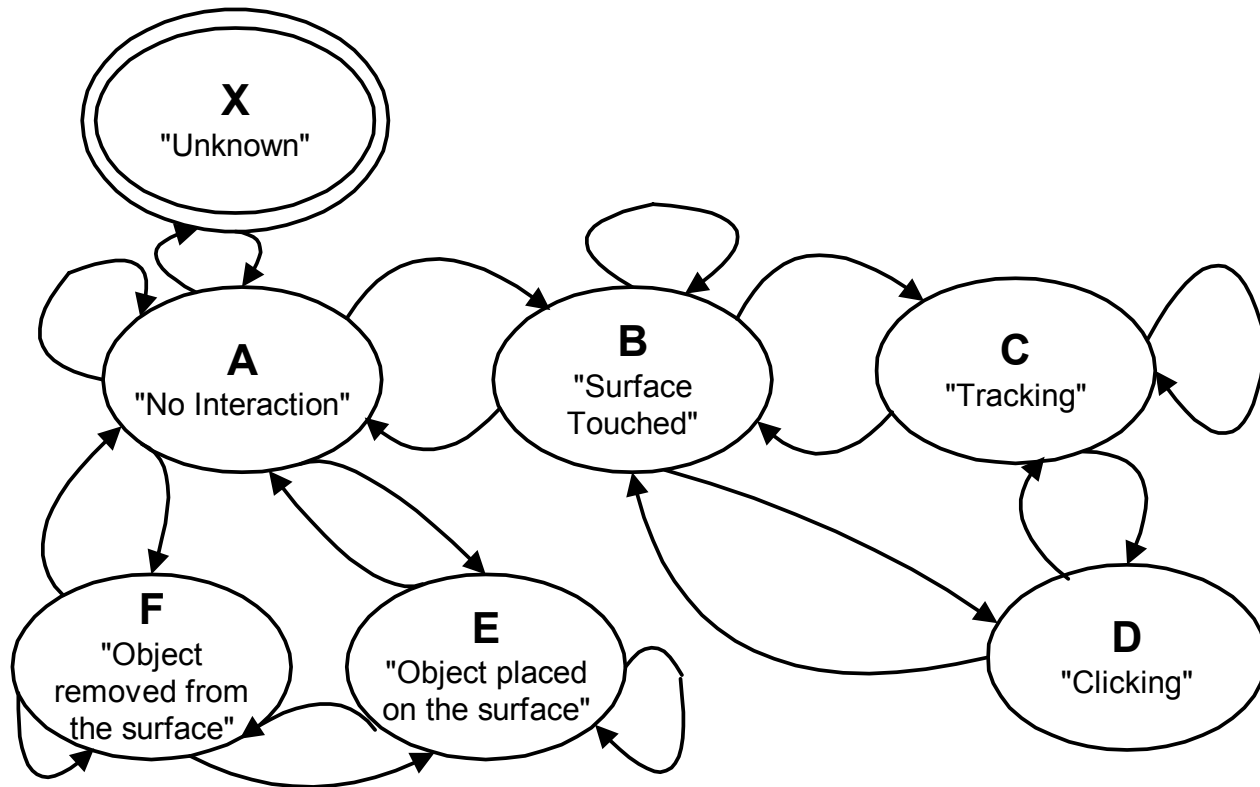 X
"Unknown"
A
"No Interaction"
B
"Surface
Touched"
C
"Tracking"
F
"Object
removed from
the surface"
E
"Object placed
on the surface"
D
"Clicking"